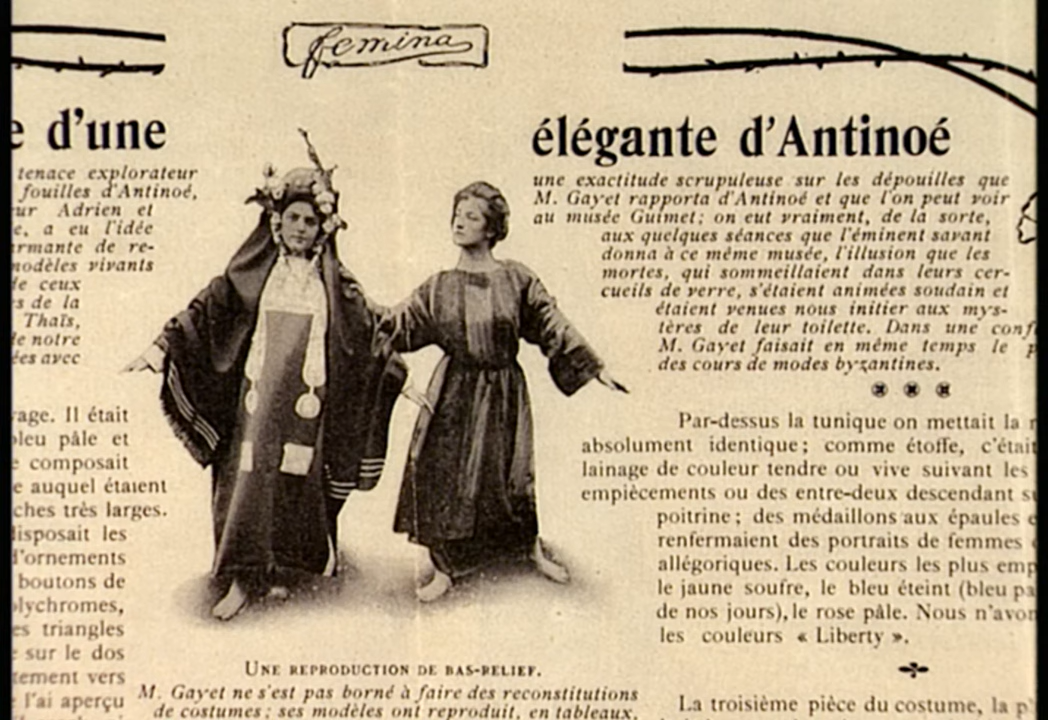 femina
e d'une
élégante d'Antinoé
tenace explorateur
fouilles d'Antinoé,
ur Adrien et
e, a eu l'idée
rmante de re-
modèles vivants
de ceux
s de la
Thaïs,
de notre
ées avec
une exactitude scrupuleuse sur les dépouilles que
M. Gayet rapporta d'Antinoé et que l'on peut voir
au musée Guimet; on eut vraiment, de la sorte,
aux quelques séances que l'éminent savant
donna à ce même musée, l'illusion que les
mortes, qui sommeillaient dans leurs cer-
cueils de verre, s'étaient animées soudain et
étaient venues nous initier aux mys-
tères de leur toilette. Dans une conf
M. Gayet faisait en même temps le p
des cours de modes byzantines.
rage. Il était
bleu pâle et
e composait
e auquel étaient
ches très larges.
disposait les
d'ornements
boutons de
olychromes,
es triangles
e sur le dos
tement vers
e l'ai aperçu
Par-dessus la tunique on mettait la r
absolument identique; comme étoffe, c'était
lainage de couleur tendre ou vive suivant les
empiècements ou des entre-deux descendant s
poitrine; des médaillons aux épaules e
renfermaient des portraits de femmes
allégoriques. Les couleurs les plus emp
le jaune soufre, le bleu éteint (bleu pa
de nos jours), le rose pâle. Nous n'avon
les couleurs « Liberty ».
La troisième pièce du costume, la p
UNE REPRODUCTION DE BAS-RELIEF.
M. Gayet ne s'est pas borné à faire des reconstitutions
de costumes; ses modèles ont reproduit, en tableaux,